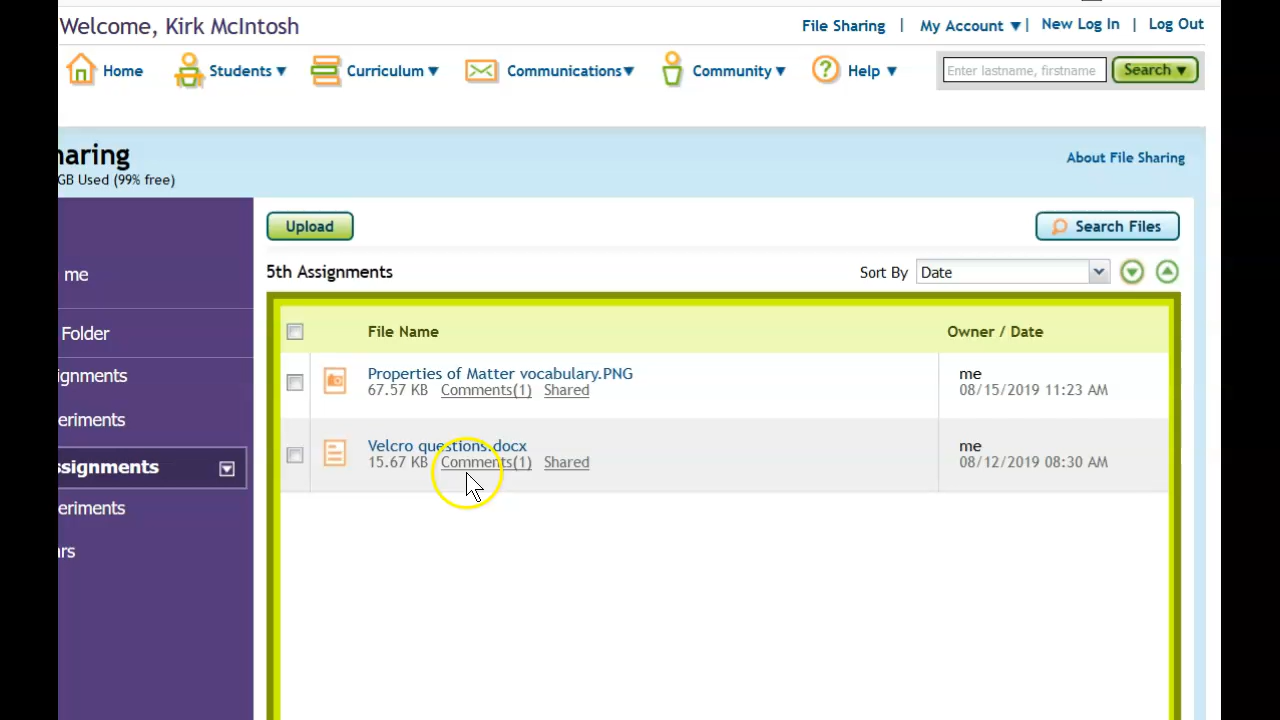 Welcome, Kirk McIntosh
File Sharing | My Account ▼ | New Log In | Log Out
Home Students ▼ Curriculum ▼ Communications ▼ Community ▼ Help ▼ Enter lastname, firstname Search ▼
haring
About File Sharing
GB Used (99% free)
Upload
Search Files
me
5th Assignments
Sort By Date
Folder
File Name Owner / Date
ignments
Properties of Matter vocabulary.PNG me
67.57 KB Comments(1) Shared 08/15/2019 11:23 AM
eriments
Velcro questions.docx me
15.67 KB Comments(1) Shared 08/12/2019 08:30 AM
ssignments
eriments
ars